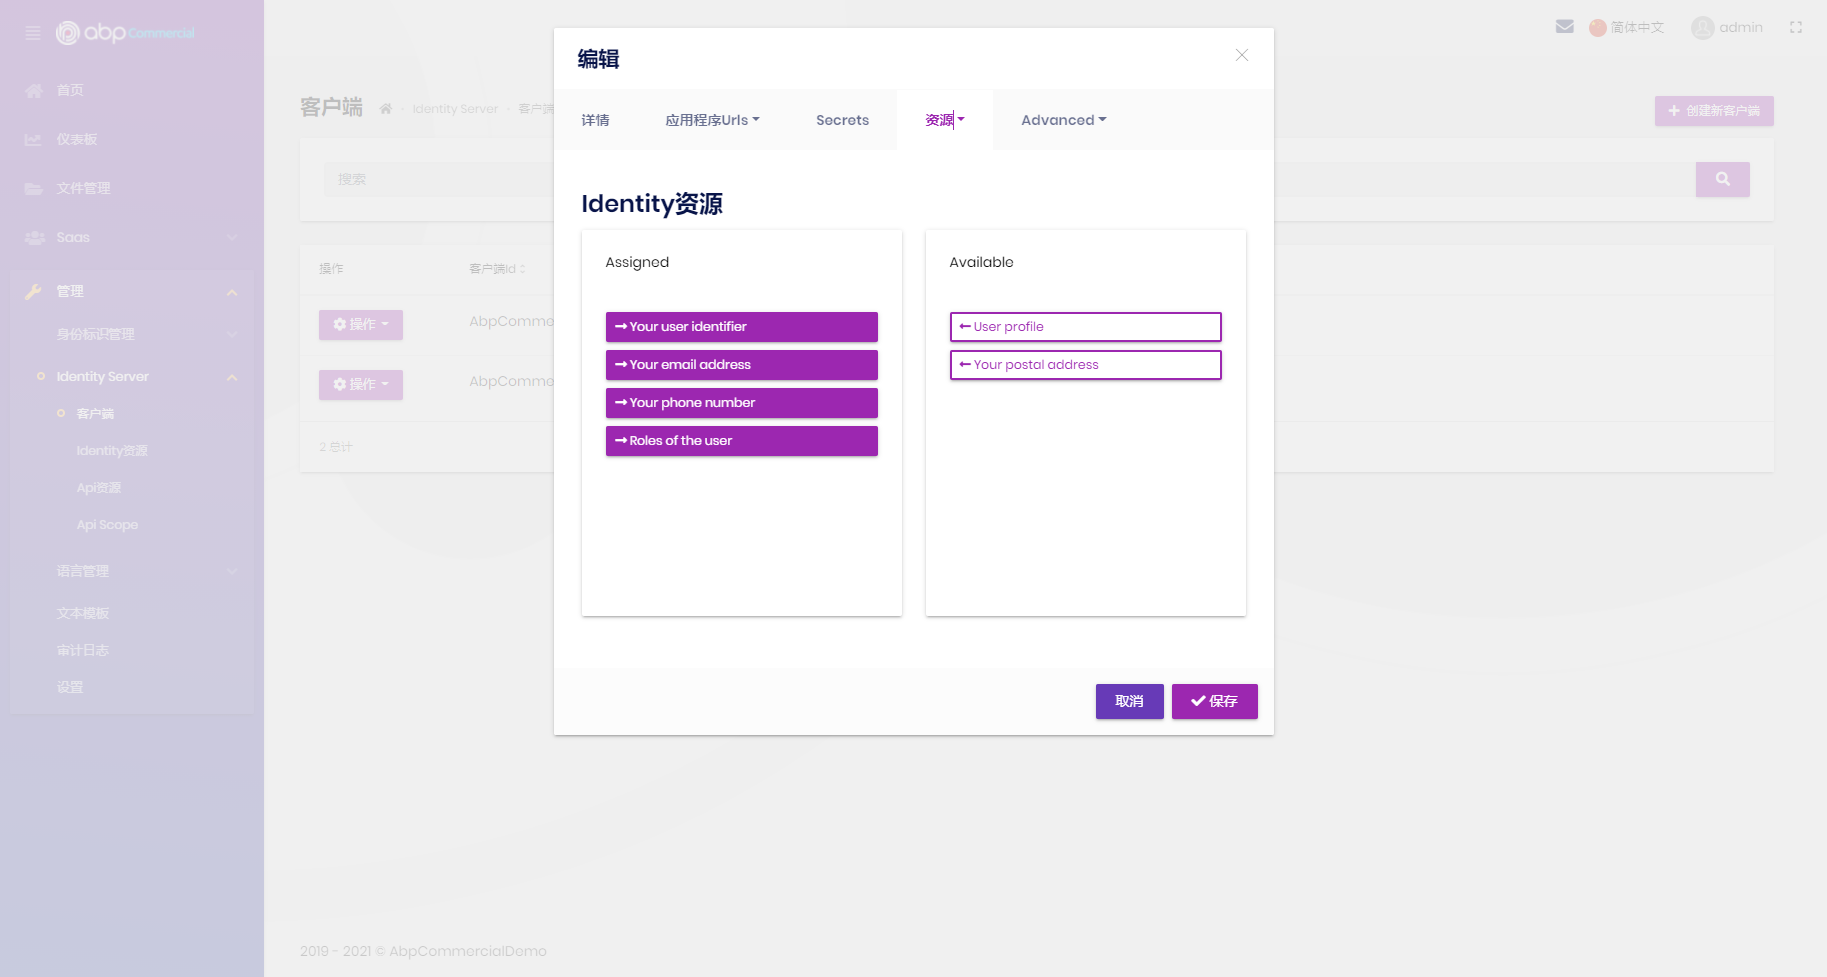 abp Commercial
首页
仪表板
文件管理
Saas
管理
身份标识管理
Identity Server
客户端
Identity资源
Api资源
Api Scope
语言管理
文本模板
审计日志
设置
简体中文
admin
客户端
Identity Server
客户端
创建新客户端
搜索
操作
客户端Id
操作
AbpComme
操作
AbpComme
2 总计
编辑
详情
应用程序Urls
Secrets
资源
Advanced
Identity资源
Assigned
Your user identifier
Your email address
Your phone number
Roles of the user
Available
User profile
Your postal address
取消
保存
2019 - 2021 © AbpCommercialDemo